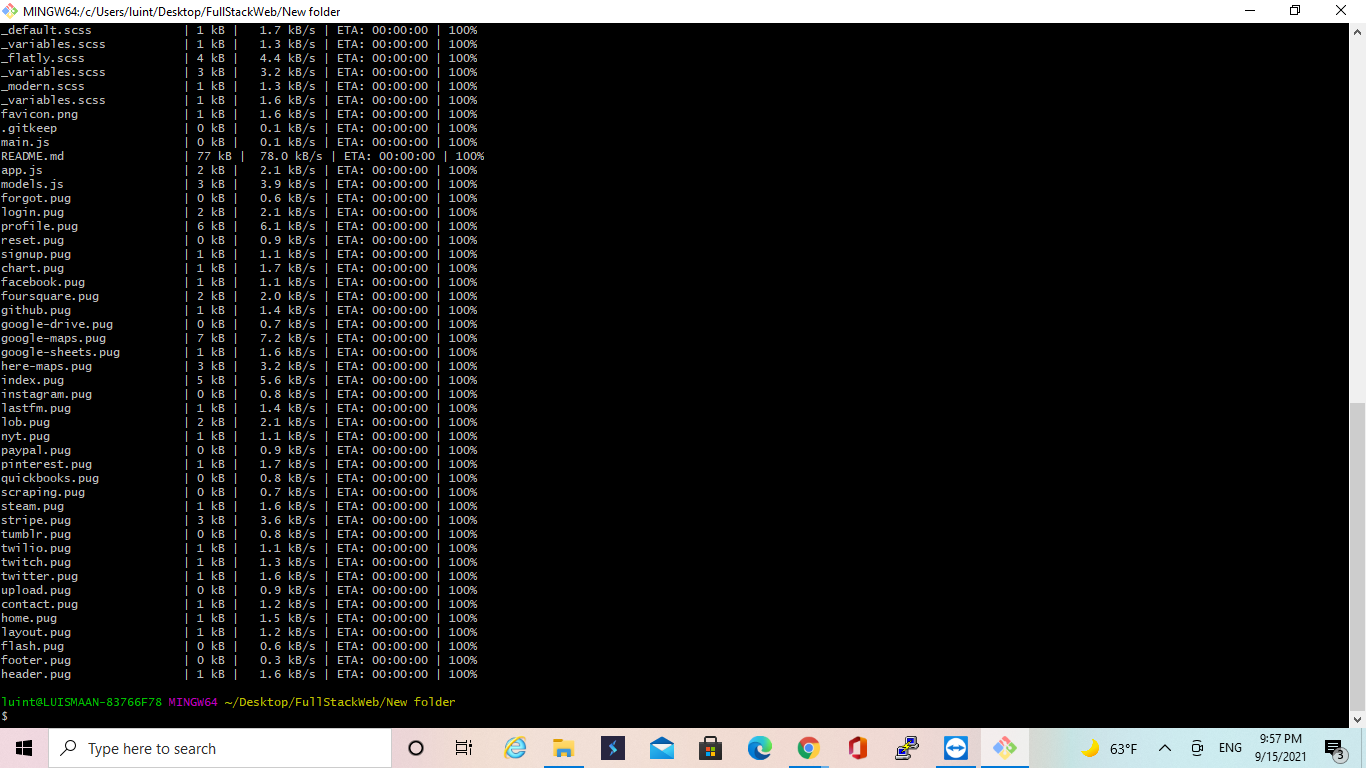 MINGW64:/c/Users/luint/Desktop/FullStackWeb/New folder
_default.scss | 1 kB | 1.7 kB/s | ETA: 00:00:00 | 100%
_variables.scss | 1 kB | 1.3 kB/s | ETA: 00:00:00 | 100%
_flatly.scss | 4 kB | 4.4 kB/s | ETA: 00:00:00 | 100%
_variables.scss | 3 kB | 3.2 kB/s | ETA: 00:00:00 | 100%
_modern.scss | 1 kB | 1.3 kB/s | ETA: 00:00:00 | 100%
_variables.scss | 1 kB | 1.6 kB/s | ETA: 00:00:00 | 100%
favicon.png | 1 kB | 1.6 kB/s | ETA: 00:00:00 | 100%
.gitkeep | 0 kB | 0.1 kB/s | ETA: 00:00:00 | 100%
main.js | 0 kB | 0.1 kB/s | ETA: 00:00:00 | 100%
README.md | 77 kB | 78.0 kB/s | ETA: 00:00:00 | 100%
app.js | 2 kB | 2.1 kB/s | ETA: 00:00:00 | 100%
models.js | 3 kB | 3.9 kB/s | ETA: 00:00:00 | 100%
forgot.pug | 0 kB | 0.6 kB/s | ETA: 00:00:00 | 100%
login.pug | 2 kB | 2.1 kB/s | ETA: 00:00:00 | 100%
profile.pug | 6 kB | 6.1 kB/s | ETA: 00:00:00 | 100%
reset.pug | 0 kB | 0.9 kB/s | ETA: 00:00:00 | 100%
signup.pug | 1 kB | 1.1 kB/s | ETA: 00:00:00 | 100%
chart.pug | 1 kB | 1.7 kB/s | ETA: 00:00:00 | 100%
facebook.pug | 1 kB | 1.1 kB/s | ETA: 00:00:00 | 100%
foursquare.pug | 2 kB | 2.0 kB/s | ETA: 00:00:00 | 100%
github.pug | 1 kB | 1.4 kB/s | ETA: 00:00:00 | 100%
google-drive.pug | 0 kB | 0.7 kB/s | ETA: 00:00:00 | 100%
google-maps.pug | 7 kB | 7.2 kB/s | ETA: 00:00:00 | 100%
google-sheets.pug | 1 kB | 1.6 kB/s | ETA: 00:00:00 | 100%
here-maps.pug | 3 kB | 3.2 kB/s | ETA: 00:00:00 | 100%
index.pug | 5 kB | 5.6 kB/s | ETA: 00:00:00 | 100%
instagram.pug | 0 kB | 0.8 kB/s | ETA: 00:00:00 | 100%
lastfm.pug | 1 kB | 1.4 kB/s | ETA: 00:00:00 | 100%
lob.pug | 2 kB | 2.1 kB/s | ETA: 00:00:00 | 100%
nyt.pug | 1 kB | 1.1 kB/s | ETA: 00:00:00 | 100%
paypal.pug | 0 kB | 0.9 kB/s | ETA: 00:00:00 | 100%
pinterest.pug | 1 kB | 1.7 kB/s | ETA: 00:00:00 | 100%
quickbooks.pug | 0 kB | 0.8 kB/s | ETA: 00:00:00 | 100%
scraping.pug | 0 kB | 0.7 kB/s | ETA: 00:00:00 | 100%
steam.pug | 1 kB | 1.6 kB/s | ETA: 00:00:00 | 100%
stripe.pug | 3 kB | 3.6 kB/s | ETA: 00:00:00 | 100%
tumblr.pug | 0 kB | 0.8 kB/s | ETA: 00:00:00 | 100%
twilio.pug | 1 kB | 1.1 kB/s | ETA: 00:00:00 | 100%
twitch.pug | 1 kB | 1.3 kB/s | ETA: 00:00:00 | 100%
twitter.pug | 1 kB | 1.6 kB/s | ETA: 00:00:00 | 100%
upload.pug | 0 kB | 0.9 kB/s | ETA: 00:00:00 | 100%
contact.pug | 1 kB | 1.2 kB/s | ETA: 00:00:00 | 100%
home.pug | 1 kB | 1.5 kB/s | ETA: 00:00:00 | 100%
layout.pug | 1 kB | 1.2 kB/s | ETA: 00:00:00 | 100%
flash.pug | 0 kB | 0.6 kB/s | ETA: 00:00:00 | 100%
footer.pug | 0 kB | 0.3 kB/s | ETA: 00:00:00 | 100%
header.pug | 1 kB | 1.6 kB/s | ETA: 00:00:00 | 100%
luint@LUISMAAN-83766F78 MINGW64 ~/Desktop/FullStackWeb/New folder
$
Type here to search
63°F
ENG
9:57 PM
9/15/2021
3